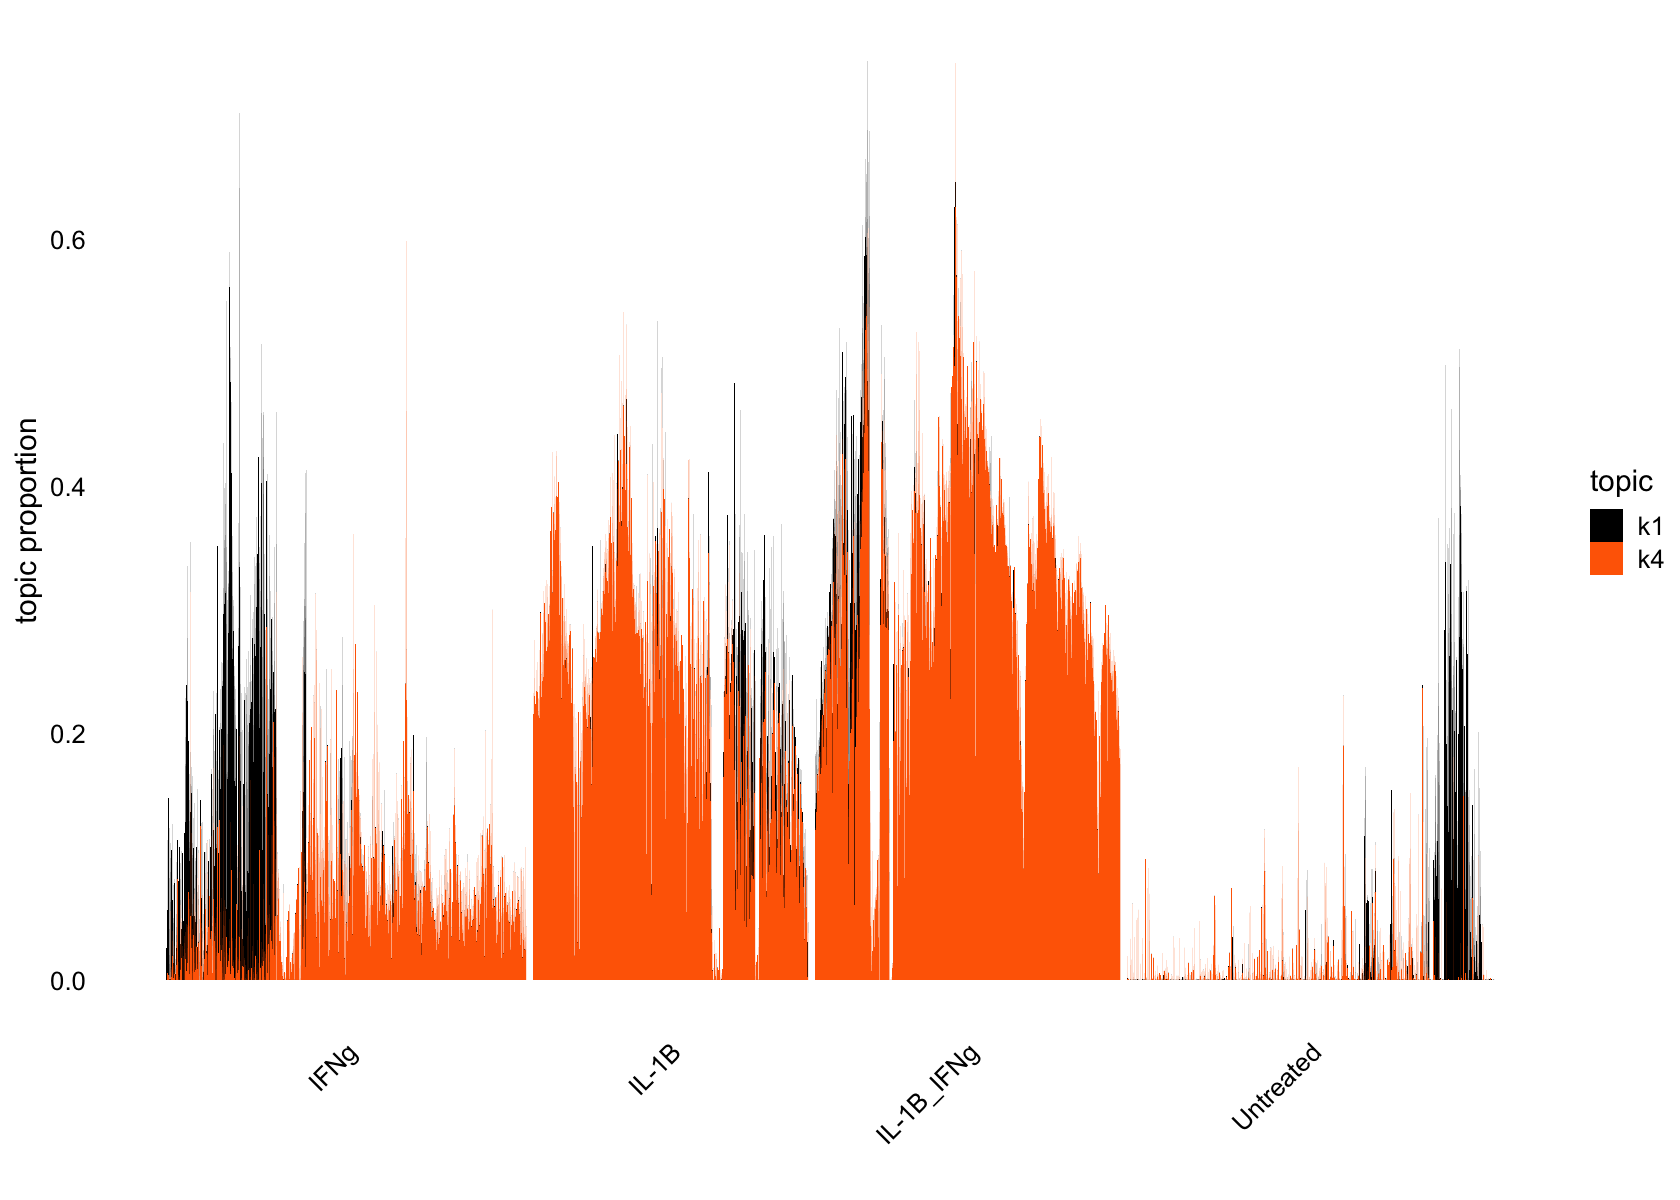 topic proportion
0.6
0.4
0.2
0.0
IFNg
IL-1B
IL-1B_IFNg
Untreated
topic
k1
k4